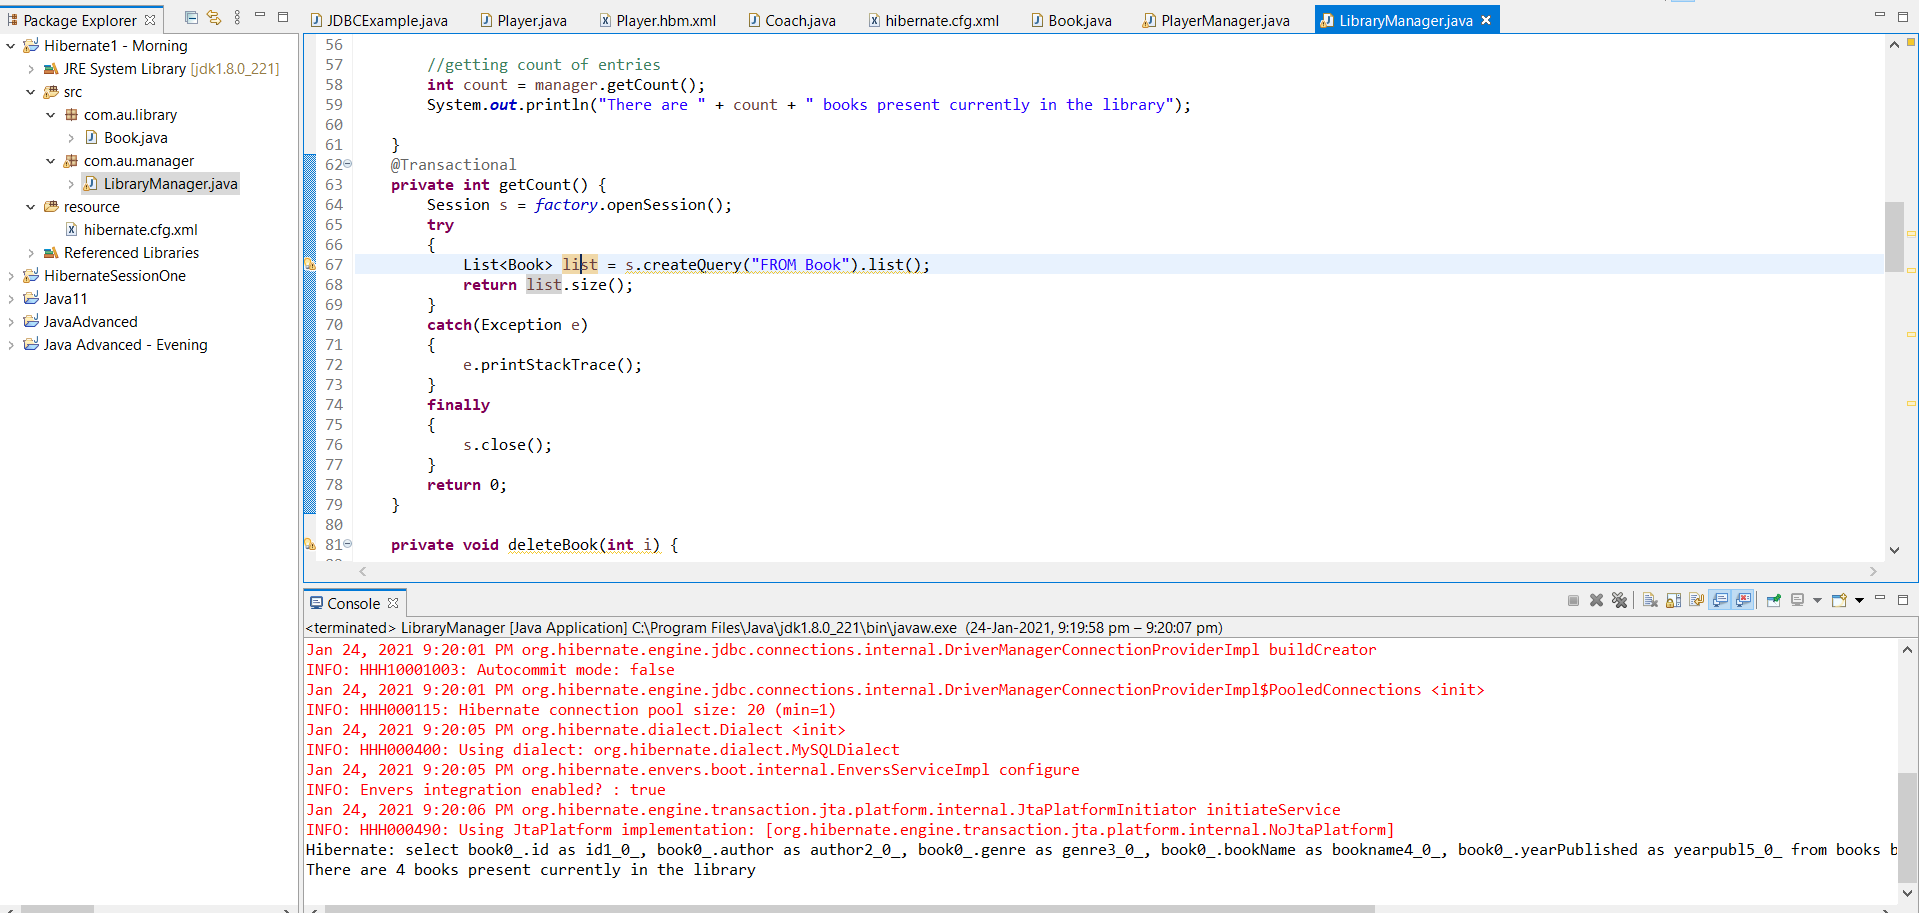 Package Explorer
Hibernate1 - Morning
JRE System Library [jdk1.8.0_221]
src
com.au.library
Book.java
com.au.manager
LibraryManager.java
resource
hibernate.cfg.xml
Referenced Libraries
HibernateSessionOne
Java11
JavaAdvanced
Java Advanced - Evening
JDBCExample.java Player.java Player.hbm.xml Coach.java hibernate.cfg.xml Book.java PlayerManager.java LibraryManager.java
56
57 //getting count of entries
58 int count = manager.getCount();
59 System.out.println("There are " + count + " books present currently in the library");
60
61 }
62 @Transactional
63 private int getCount() {
64 Session s = factory.openSession();
65 try
66 {
67 List<Book> list = s.createQuery("FROM Book").list();
68 return list.size();
69 }
70 catch(Exception e)
71 {
72 e.printStackTrace();
73 }
74 finally
75 {
76 s.close();
77 }
78 return 0;
79 }
80
81 private void deleteBook(int i) {
Console
<terminated> LibraryManager [Java Application] C:\Program Files\Java\jdk1.8.0_221\bin\javaw.exe (24-Jan-2021, 9:19:58 pm – 9:20:07 pm)
Jan 24, 2021 9:20:01 PM org.hibernate.engine.jdbc.connections.internal.DriverManagerConnectionProviderImpl buildCreator
INFO: HHH10001003: Autocommit mode: false
Jan 24, 2021 9:20:01 PM org.hibernate.engine.jdbc.connections.internal.DriverManagerConnectionProviderImpl$PooledConnections <init>
INFO: HHH000115: Hibernate connection pool size: 20 (min=1)
Jan 24, 2021 9:20:05 PM org.hibernate.dialect.Dialect <init>
INFO: HHH000400: Using dialect: org.hibernate.dialect.MySQLDialect
Jan 24, 2021 9:20:05 PM org.hibernate.envers.boot.internal.EnversServiceImpl configure
INFO: Envers integration enabled? : true
Jan 24, 2021 9:20:06 PM org.hibernate.engine.transaction.jta.platform.internal.JtaPlatformInitiator initiateService
INFO: HHH000490: Using JtaPlatform implementation: [org.hibernate.engine.transaction.jta.platform.internal.NoJtaPlatform]
Hibernate: select book0_.id as id1_0_, book0_.author as author2_0_, book0_.genre as genre3_0_, book0_.bookName as bookname4_0_, book0_.yearPublished as yearpubl5_0_ from books b
There are 4 books present currently in the library